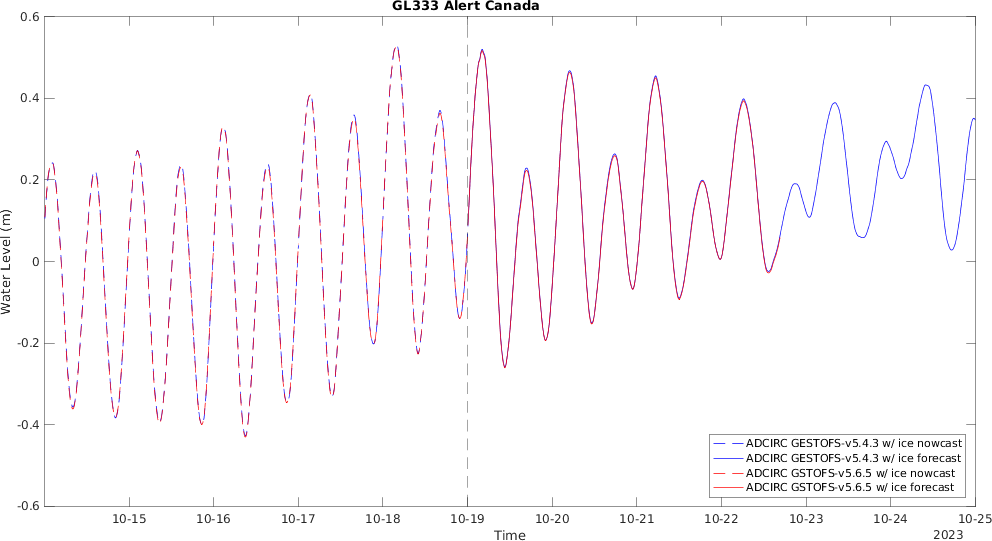 GL333 Alert Canada
0.6
0.4
0.2
0
-0.2
-0.4
-0.6
Water Level (m)
ADCIRC GESTOFS-v5.4.3 w/ ice nowcast
ADCIRC GESTOFS-v5.4.3 w/ ice forecast
ADCIRC GSTOFS-v5.6.5 w/ ice nowcast
ADCIRC GSTOFS-v5.6.5 w/ ice forecast
10-15 10-16 10-17 10-18 10-19 10-20 10-21 10-22 10-23 10-24 10-25
Time
2023